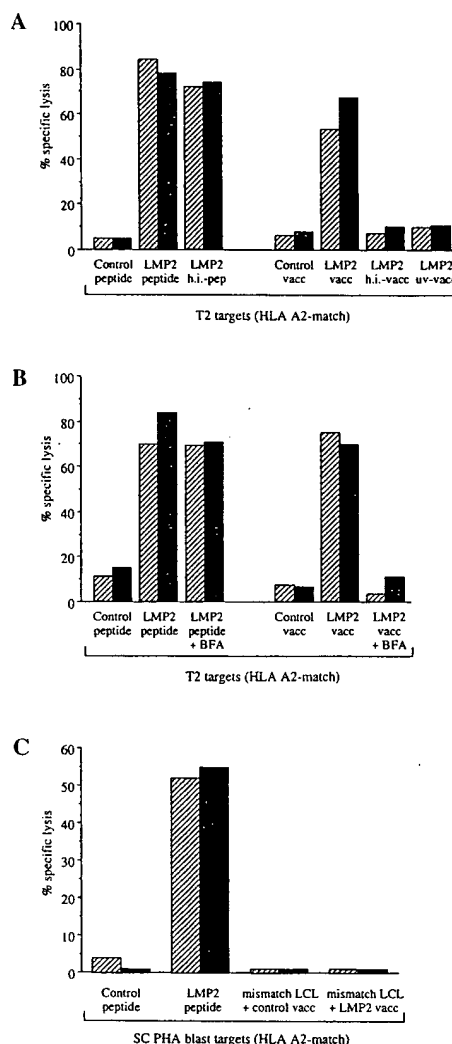 A
% specific lysis
100
80
60
40
20
0
Control peptide
LMP2 peptide
LMP2 h.i.-pep
Control vacc
LMP2 vacc
LMP2 h.i.-vacc
LMP2 uv-vacc
T2 targets (HLA A2-match)
B
% specific lysis
100
80
60
40
20
0
Control peptide
LMP2 peptide
LMP2 peptide + BFA
Control vacc
LMP2 vacc
LMP2 vacc + BFA
T2 targets (HLA A2-match)
C
% specific lysis
60
50
40
30
20
10
0
Control peptide
LMP2 peptide
mismatch LCL + control vacc
mismatch LCL + LMP2 vacc
SC PHA blast targets (HLA A2-match)